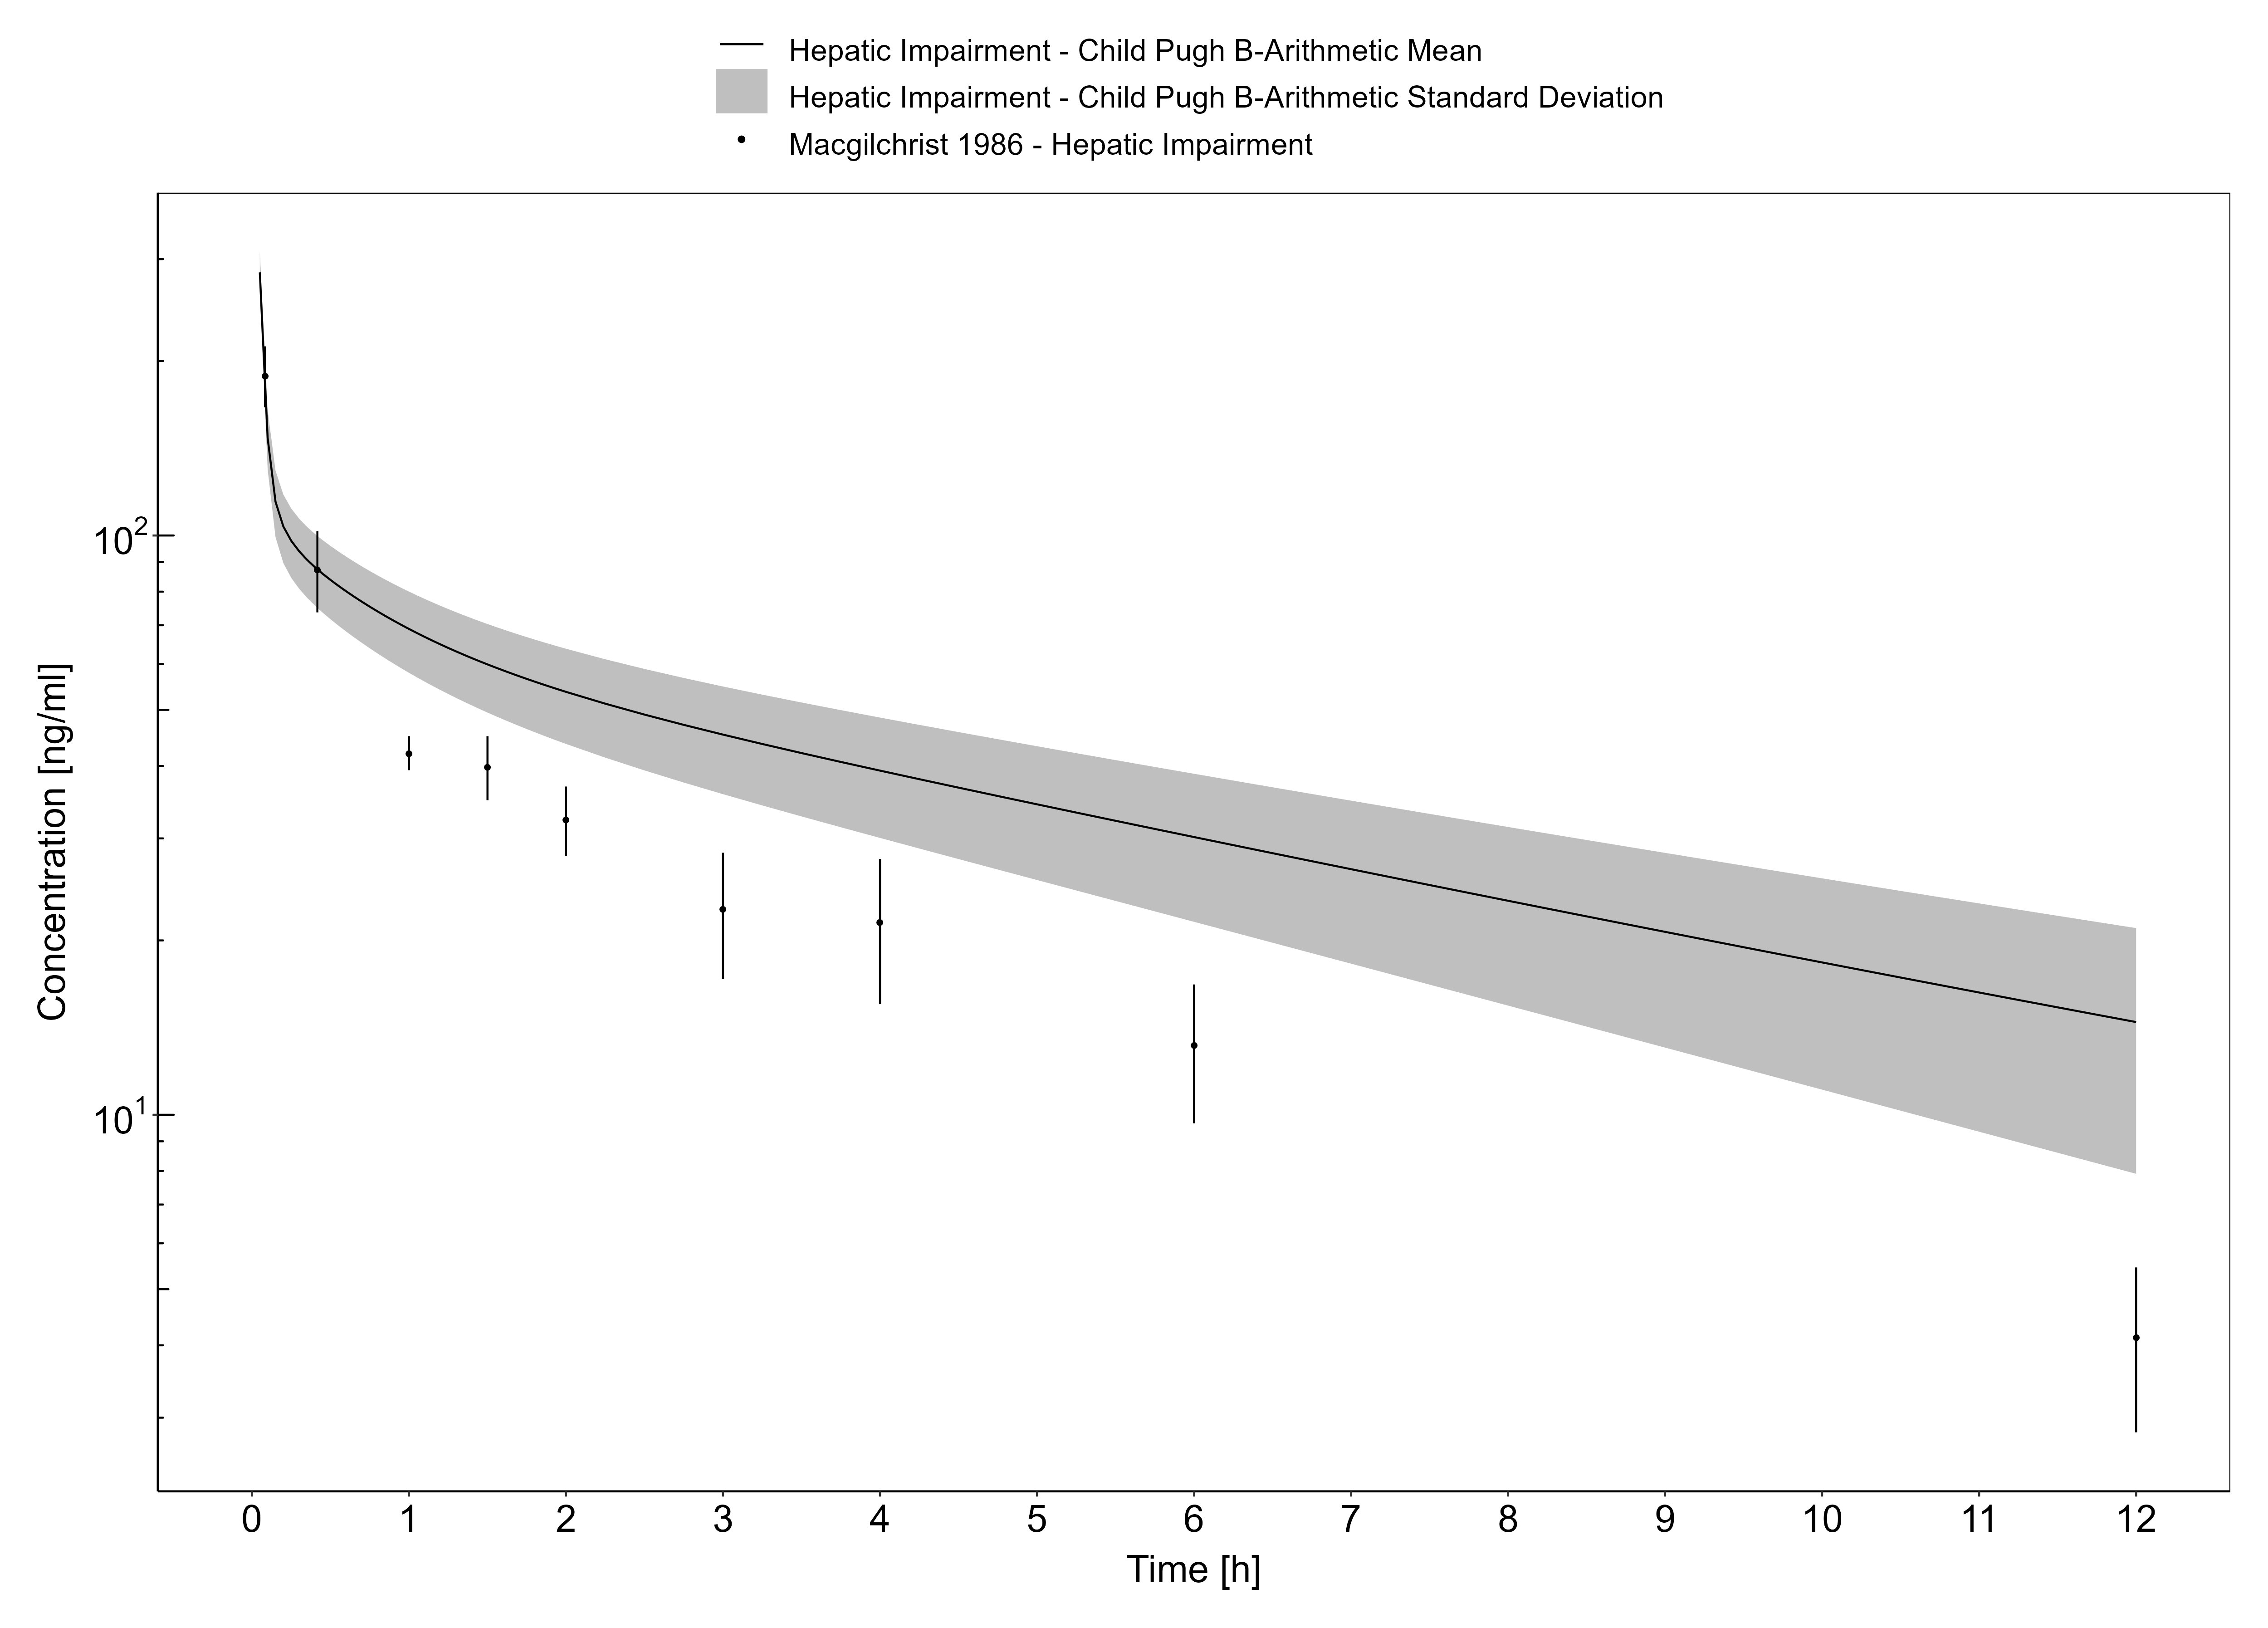 Hepatic Impairment - Child Pugh B-Arithmetic Mean
Hepatic Impairment - Child Pugh B-Arithmetic Standard Deviation
Macgilchrist 1986 - Hepatic Impairment
Concentration [ng/ml]
10²
10¹
0 1 2 3 4 5 6 7 8 9 10 11 12
Time [h]